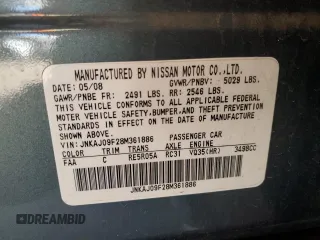 MANUFACTURED BY NISSAN MOTOR CO.,LTD.
DATE: 05/08 GVWR/PNBV: 5029 LBS.
GAWR/PNBE FR: 2491 LBS. RR: 2546 LBS.
THIS VEHICLE CONFORMS TO ALL APPLICABLE FEDERAL
MOTOR VEHICLE SAFETY, BUMPER, AND THEFT PREVENTION
STANDARDS IN EFFECT ON THE DATE OF MANUFACTURE
SHOWN ABOVE.
VIN: JNKAJ09F28M361886 PASSENGER CAR
COLOR TRIM TRANS AXLE ENGINE
FAA C RE5R05A RC31 VQ35(HR) 3498CC
JNKAJ09F28M361886
DREAMBID